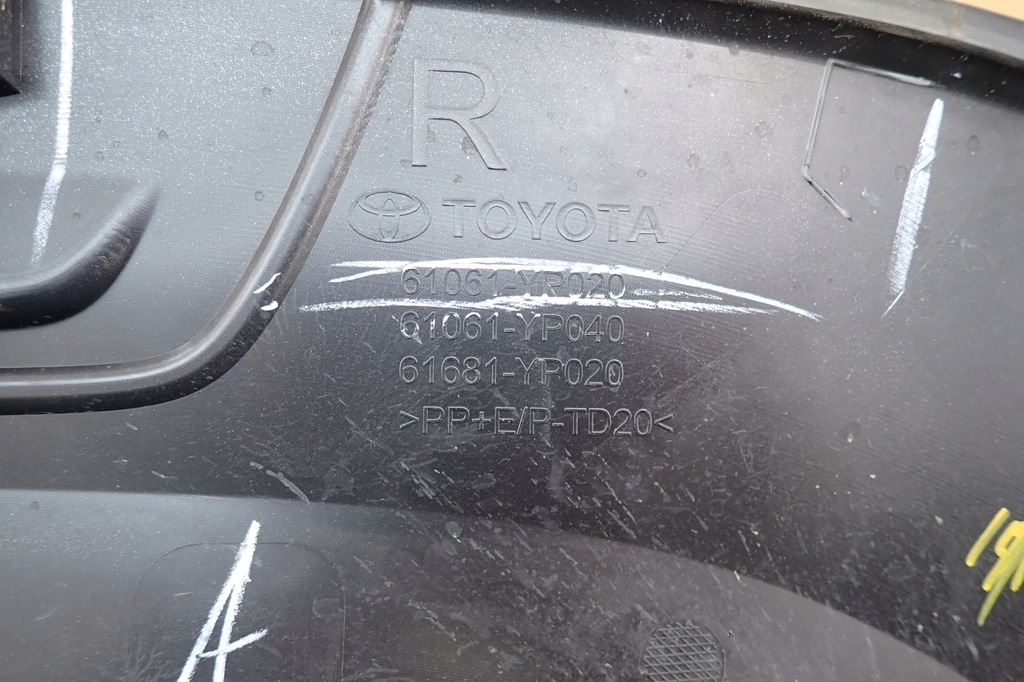 R
TOYOTA
61061-YP020
61061-YP040
61681-YP020
>PP+E/P-TD20<
A